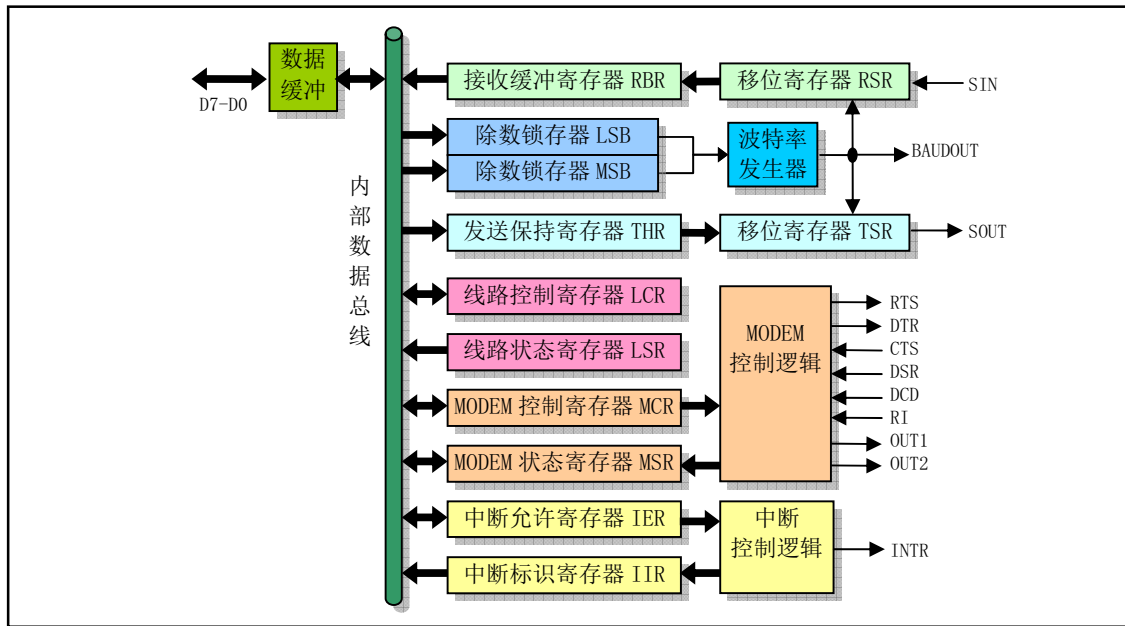 数据
缓冲
D7-D0
内部数据总线
接收缓冲寄存器 RBR
移位寄存器 RSR
SIN
除数锁存器 LSB
除数锁存器 MSB
波特率
发生器
BAUDOUT
发送保持寄存器 THR
移位寄存器 TSR
SOUT
线路控制寄存器 LCR
线路状态寄存器 LSR
MODEM 控制寄存器 MCR
MODEM 状态寄存器 MSR
MODEM
控制逻辑
RTS
DTR
CTS
DSR
DCD
RI
OUT1
OUT2
中断允许寄存器 IER
中断标识寄存器 IIR
中断
控制逻辑
INTR